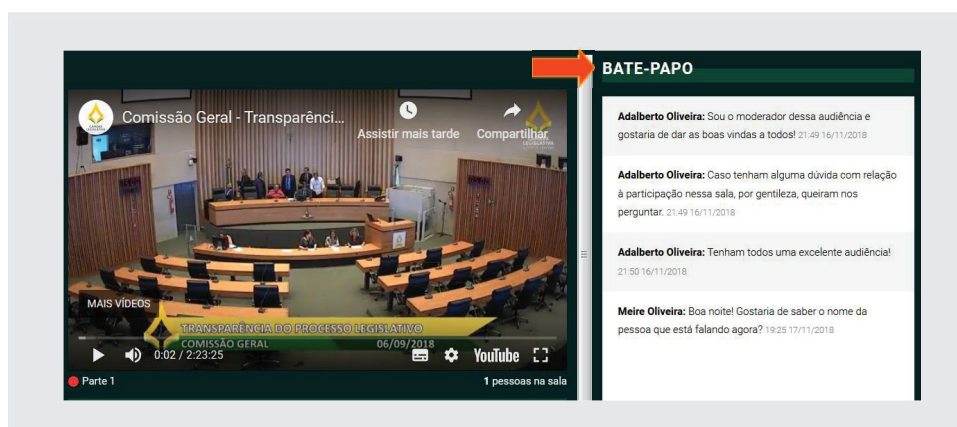 BATE-PAPO
Comissão Geral - Transparênci...
Assistir mais tarde
Compartilhar
CÂMARA
LEGISLATIVA
MAIS VÍDEOS
TRANSPARÊNCIA DO PROCESSO LEGISLATIVO
COMISSÃO GERAL 06/09/2018
0:02 / 2:23:25
YouTube
Parte 1
1 pessoas na sala
Adalberto Oliveira: Sou o moderador dessa audiência e
gostaria de dar as boas vindas a todos! 21:49 16/11/2018
Adalberto Oliveira: Caso tenham alguma dúvida com relação
à participação nessa sala, por gentileza, queiram nos
perguntar. 21:49 16/11/2018
Adalberto Oliveira: Tenham todos uma excelente audiência!
21:50 16/11/2018
Meire Oliveira: Boa noite! Gostaria de saber o nome da
pessoa que está falando agora? 19:25 17/11/2018